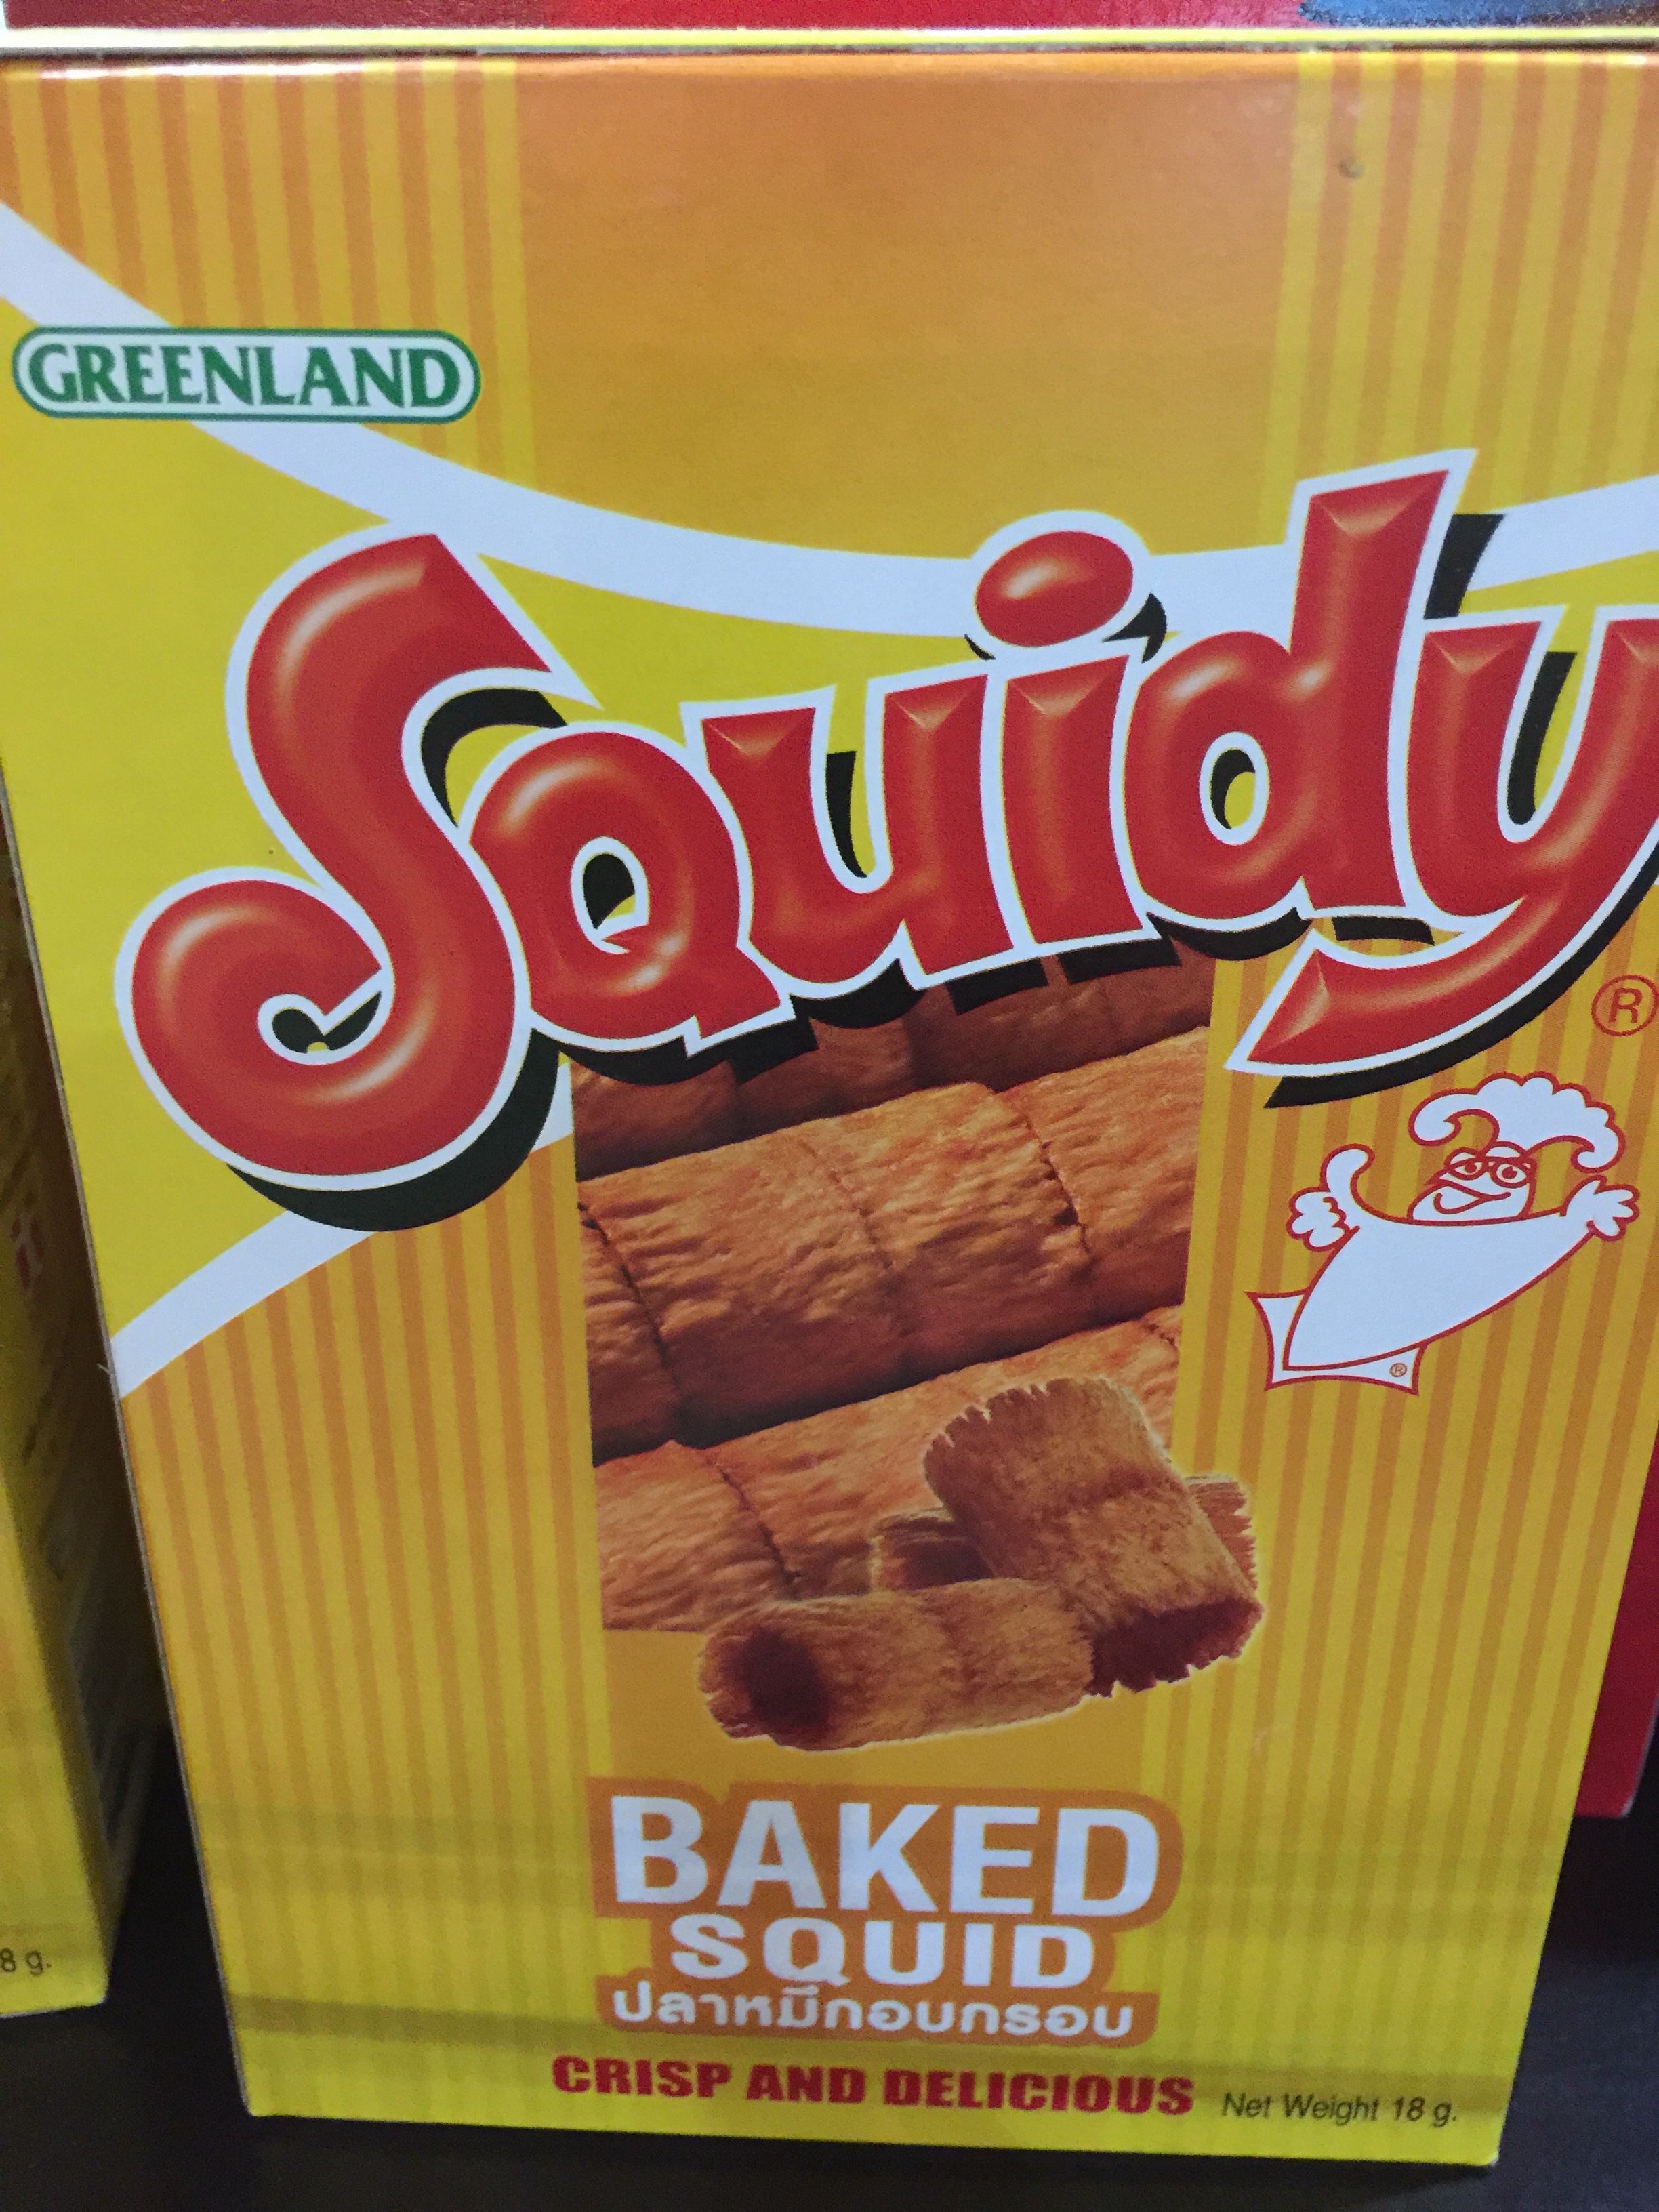 GREENLAND
Squidy
®
®
BAKED
SQUID
ปลาหมึกอบกรอบ
CRISP AND DELICIOUS
Net Weight 18 g.
8 g.